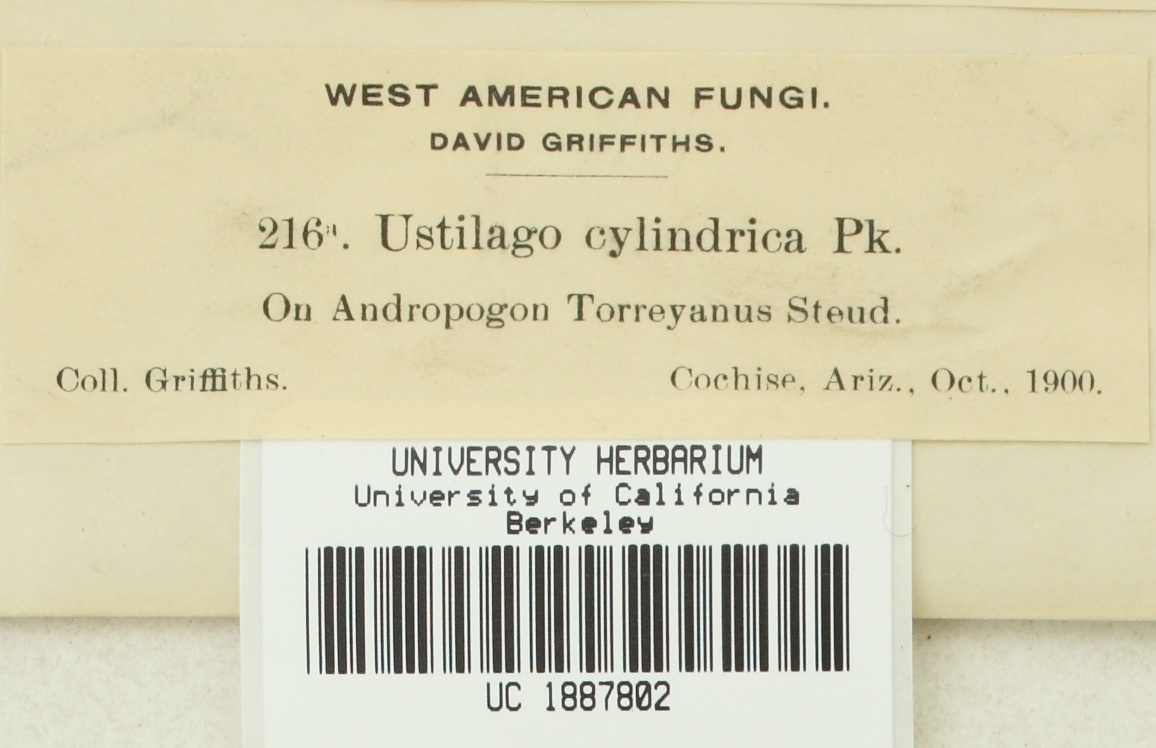 WEST AMERICAN FUNGI.
DAVID GRIFFITHS.
216a. Ustilago cylindrica Pk.
On Andropogon Torreyanus Steud.
Coll. Griffiths. Cochise, Ariz., Oct., 1900.
UNIVERSITY HERBARIUM
University of California
Berkeley
UC 1887802